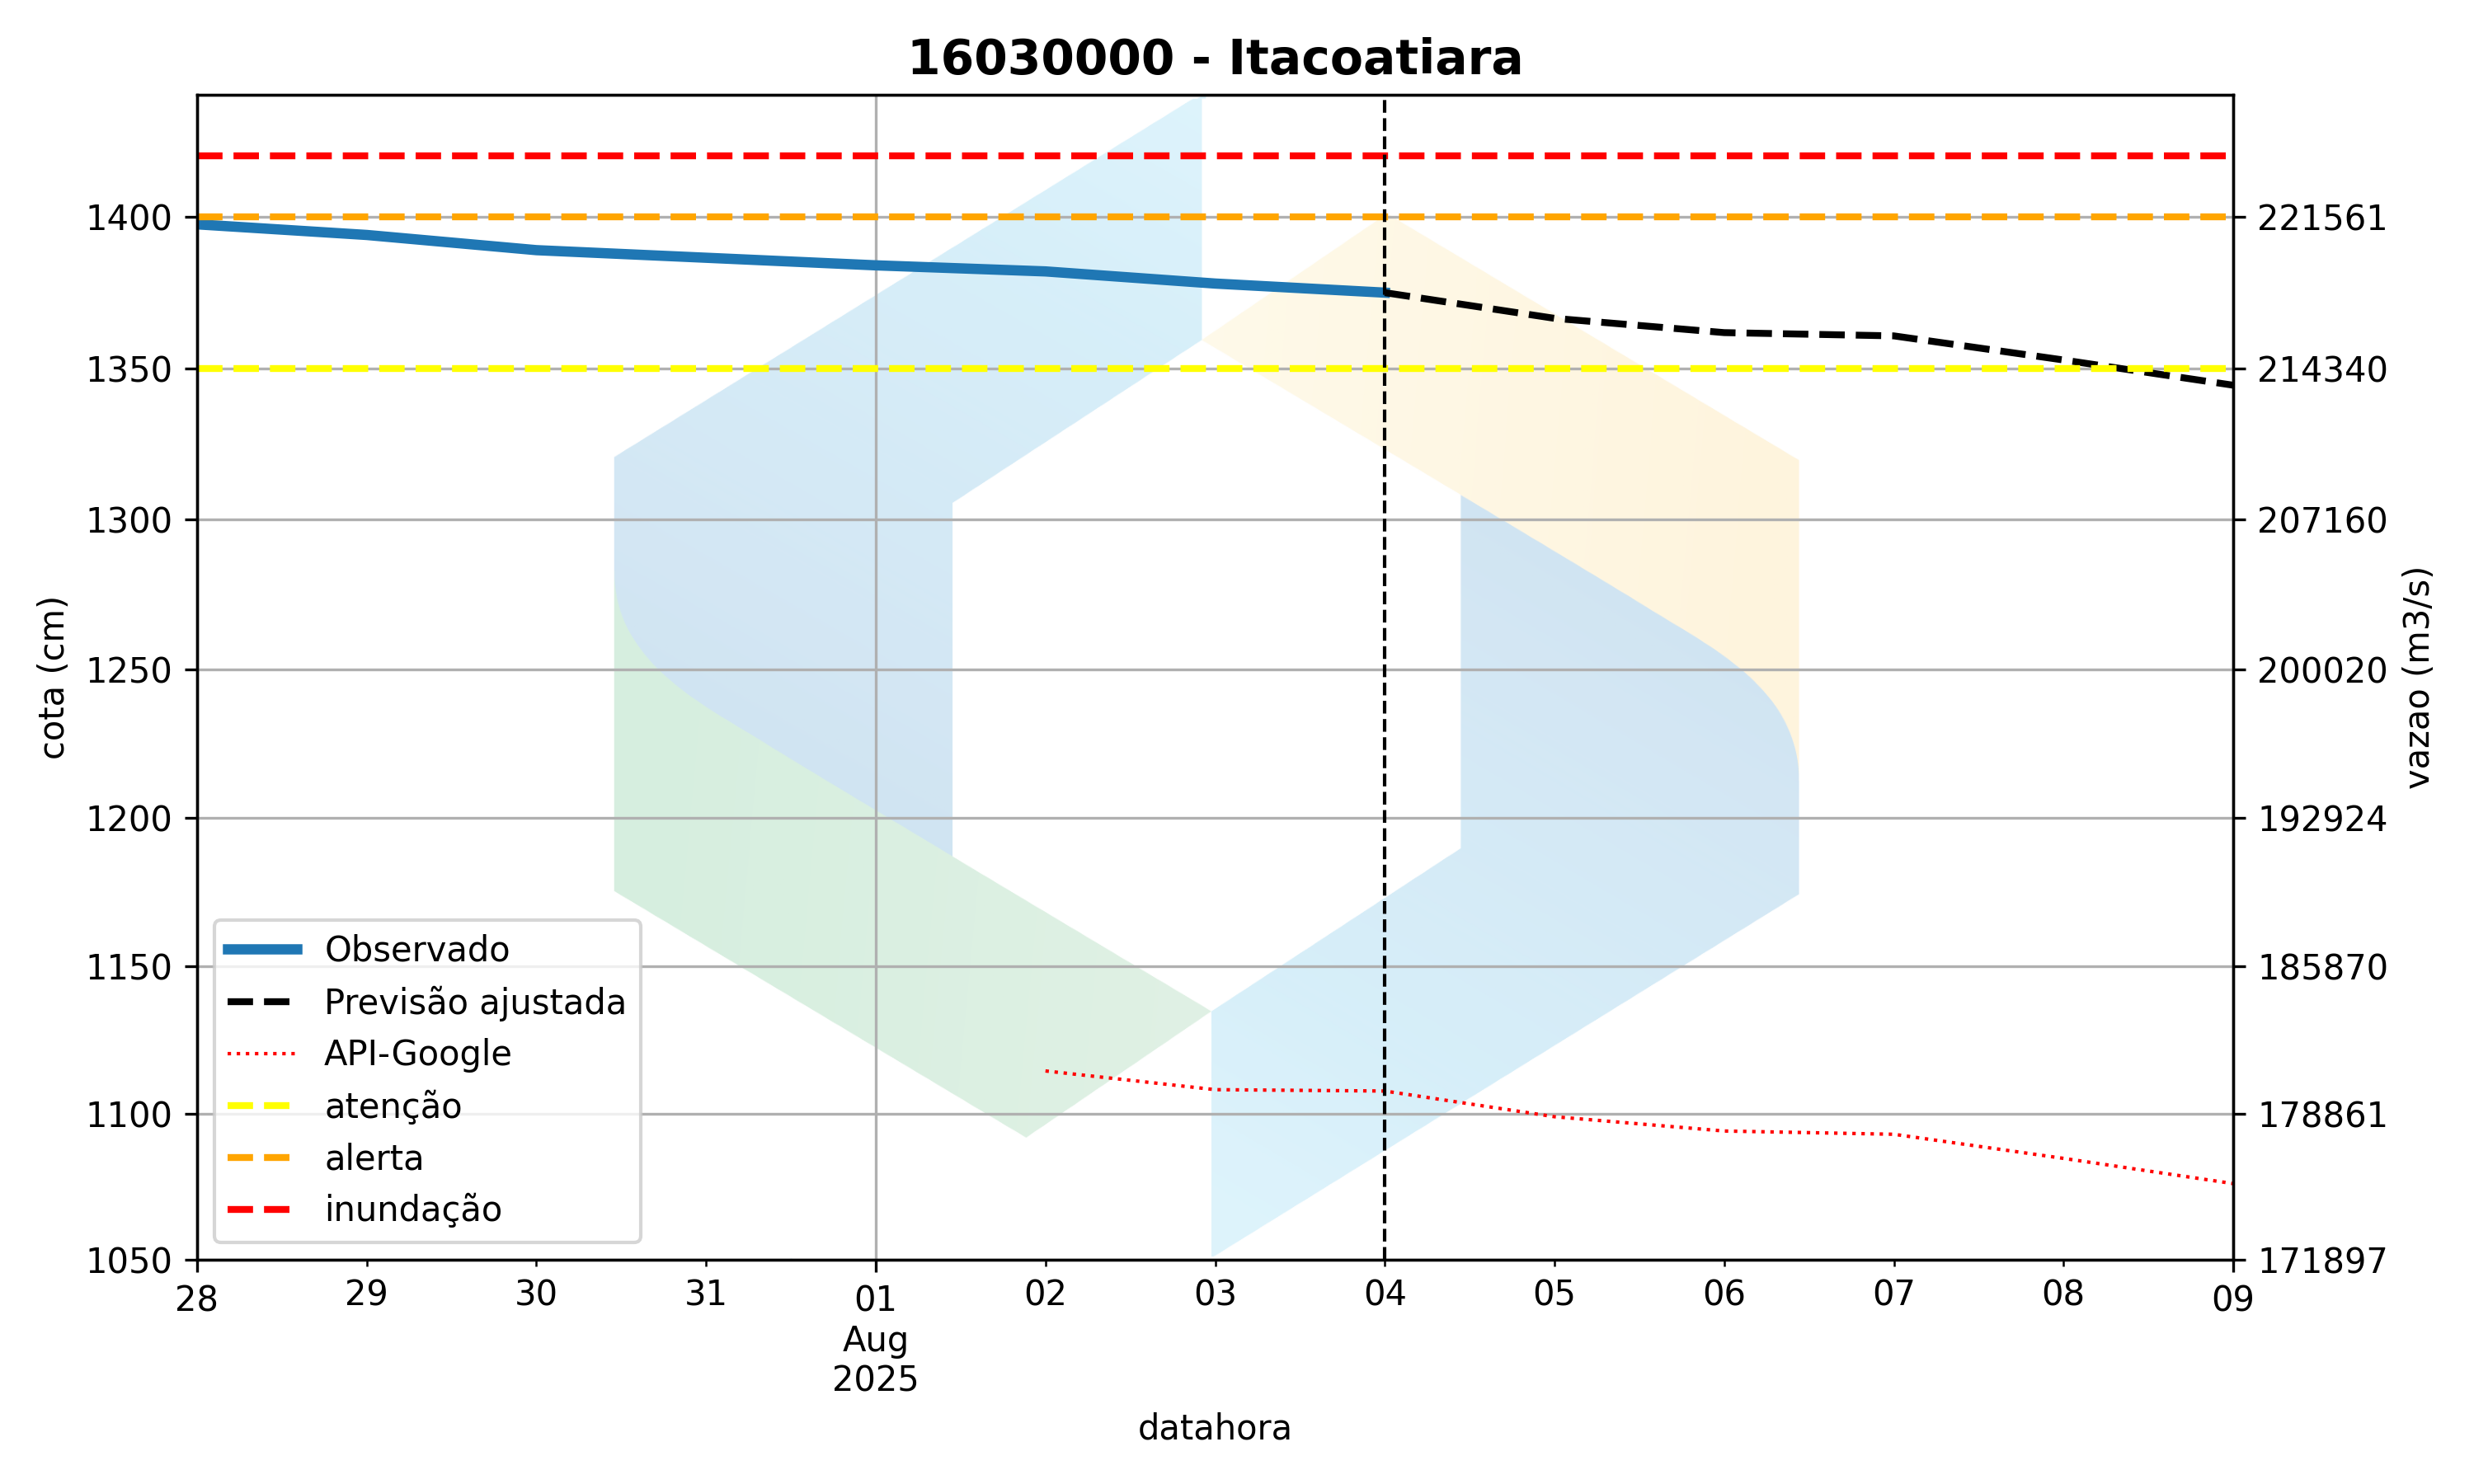 16030000 - Itacoatiara
cota (cm)
1400
1350
1300
1250
1200
1150
1100
1050
221561
214340
207160
200020
192924
185870
178861
171897
vazao (m3/s)
Observado
Previsão ajustada
API-Google
atenção
alerta
inundação
28 29 30 31 01 02 03 04 05 06 07 08 09
Aug
2025
datahora